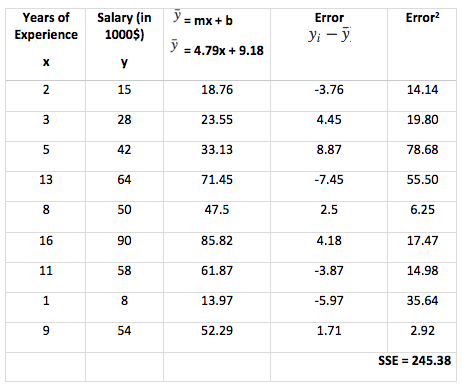 Years of Experience x Salary (in 1000$) y ȳ = mx + b ȳ = 4.79x + 9.18 Error yᵢ − ȳ Error²
2 15 18.76 -3.76 14.14
3 28 23.55 4.45 19.80
5 42 33.13 8.87 78.68
13 64 71.45 -7.45 55.50
8 50 47.5 2.5 6.25
16 90 85.82 4.18 17.47
11 58 61.87 -3.87 14.98
1 8 13.97 -5.97 35.64
9 54 52.29 1.71 2.92
SSE = 245.38